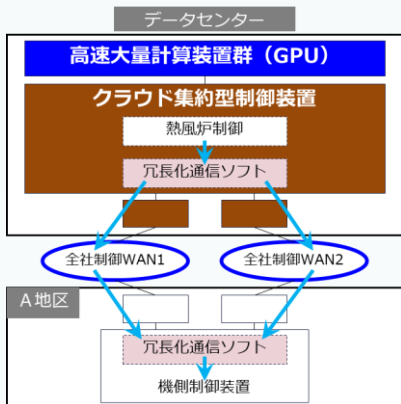 データセンター
高速大量計算装置群（GPU）
クラウド集約型制御装置
熱風炉制御
冗長化通信ソフト
全社制御WAN1
全社制御WAN2
A地区
冗長化通信ソフト
機側制御装置